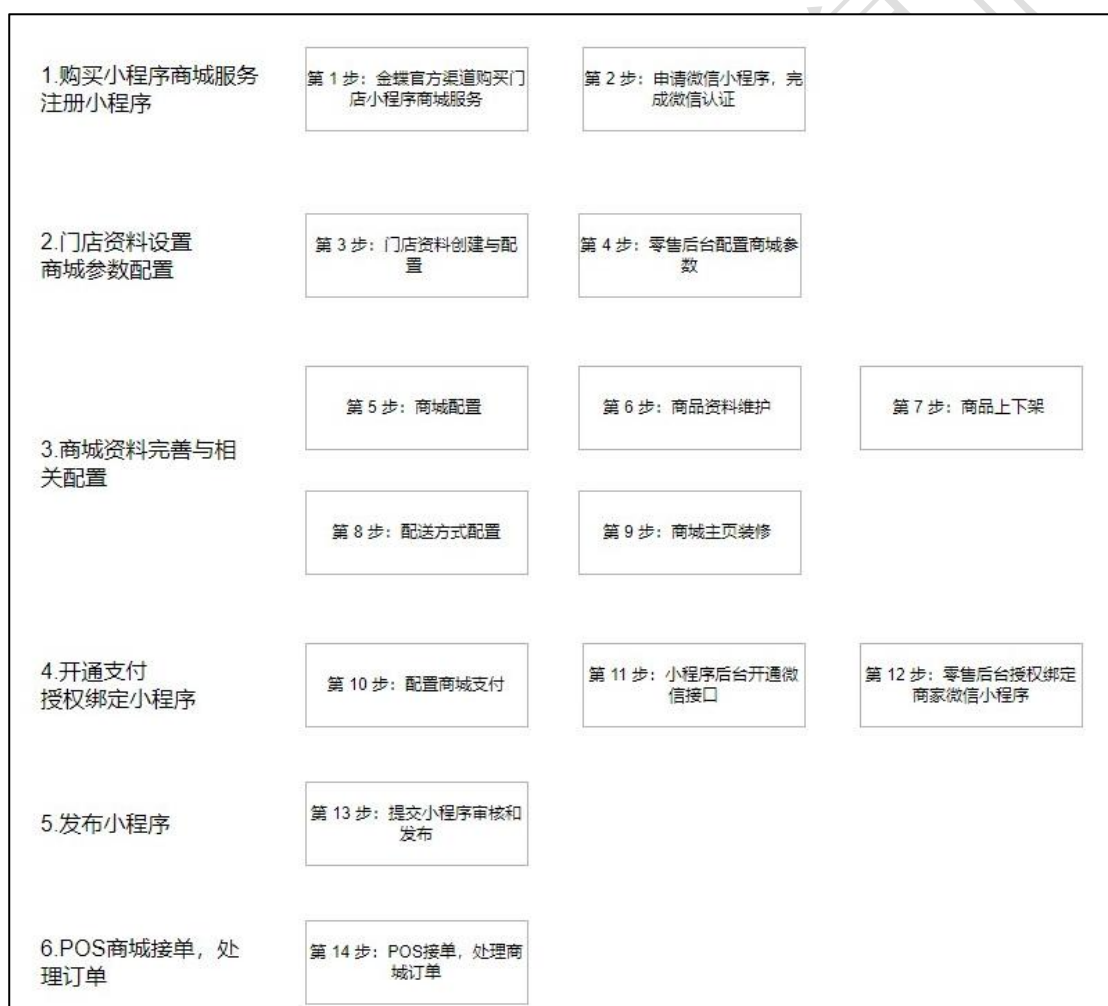 1.购买小程序商城服务
注册小程序
第 1 步：金蝶官方渠道购买门
店小程序商城服务
第 2 步：申请微信小程序，完
成微信认证
2.门店资料设置
商城参数配置
第 3 步：门店资料创建与配
置
第 4 步：零售后台配置商城参
数
3.商城资料完善与相
关配置
第 5 步：商城配置
第 6 步：商品资料维护
第 7 步：商品上下架
第 8 步：配送方式配置
第 9 步：商城主页装修
4.开通支付
授权绑定小程序
第 10 步：配置商城支付
第 11 步：小程序后台开通微
信接口
第 12 步：零售后台授权绑定
商家微信小程序
5.发布小程序
第 13 步：提交小程序审核和
发布
6.POS商城接单，处
理订单
第 14 步：POS接单，处理商
城订单